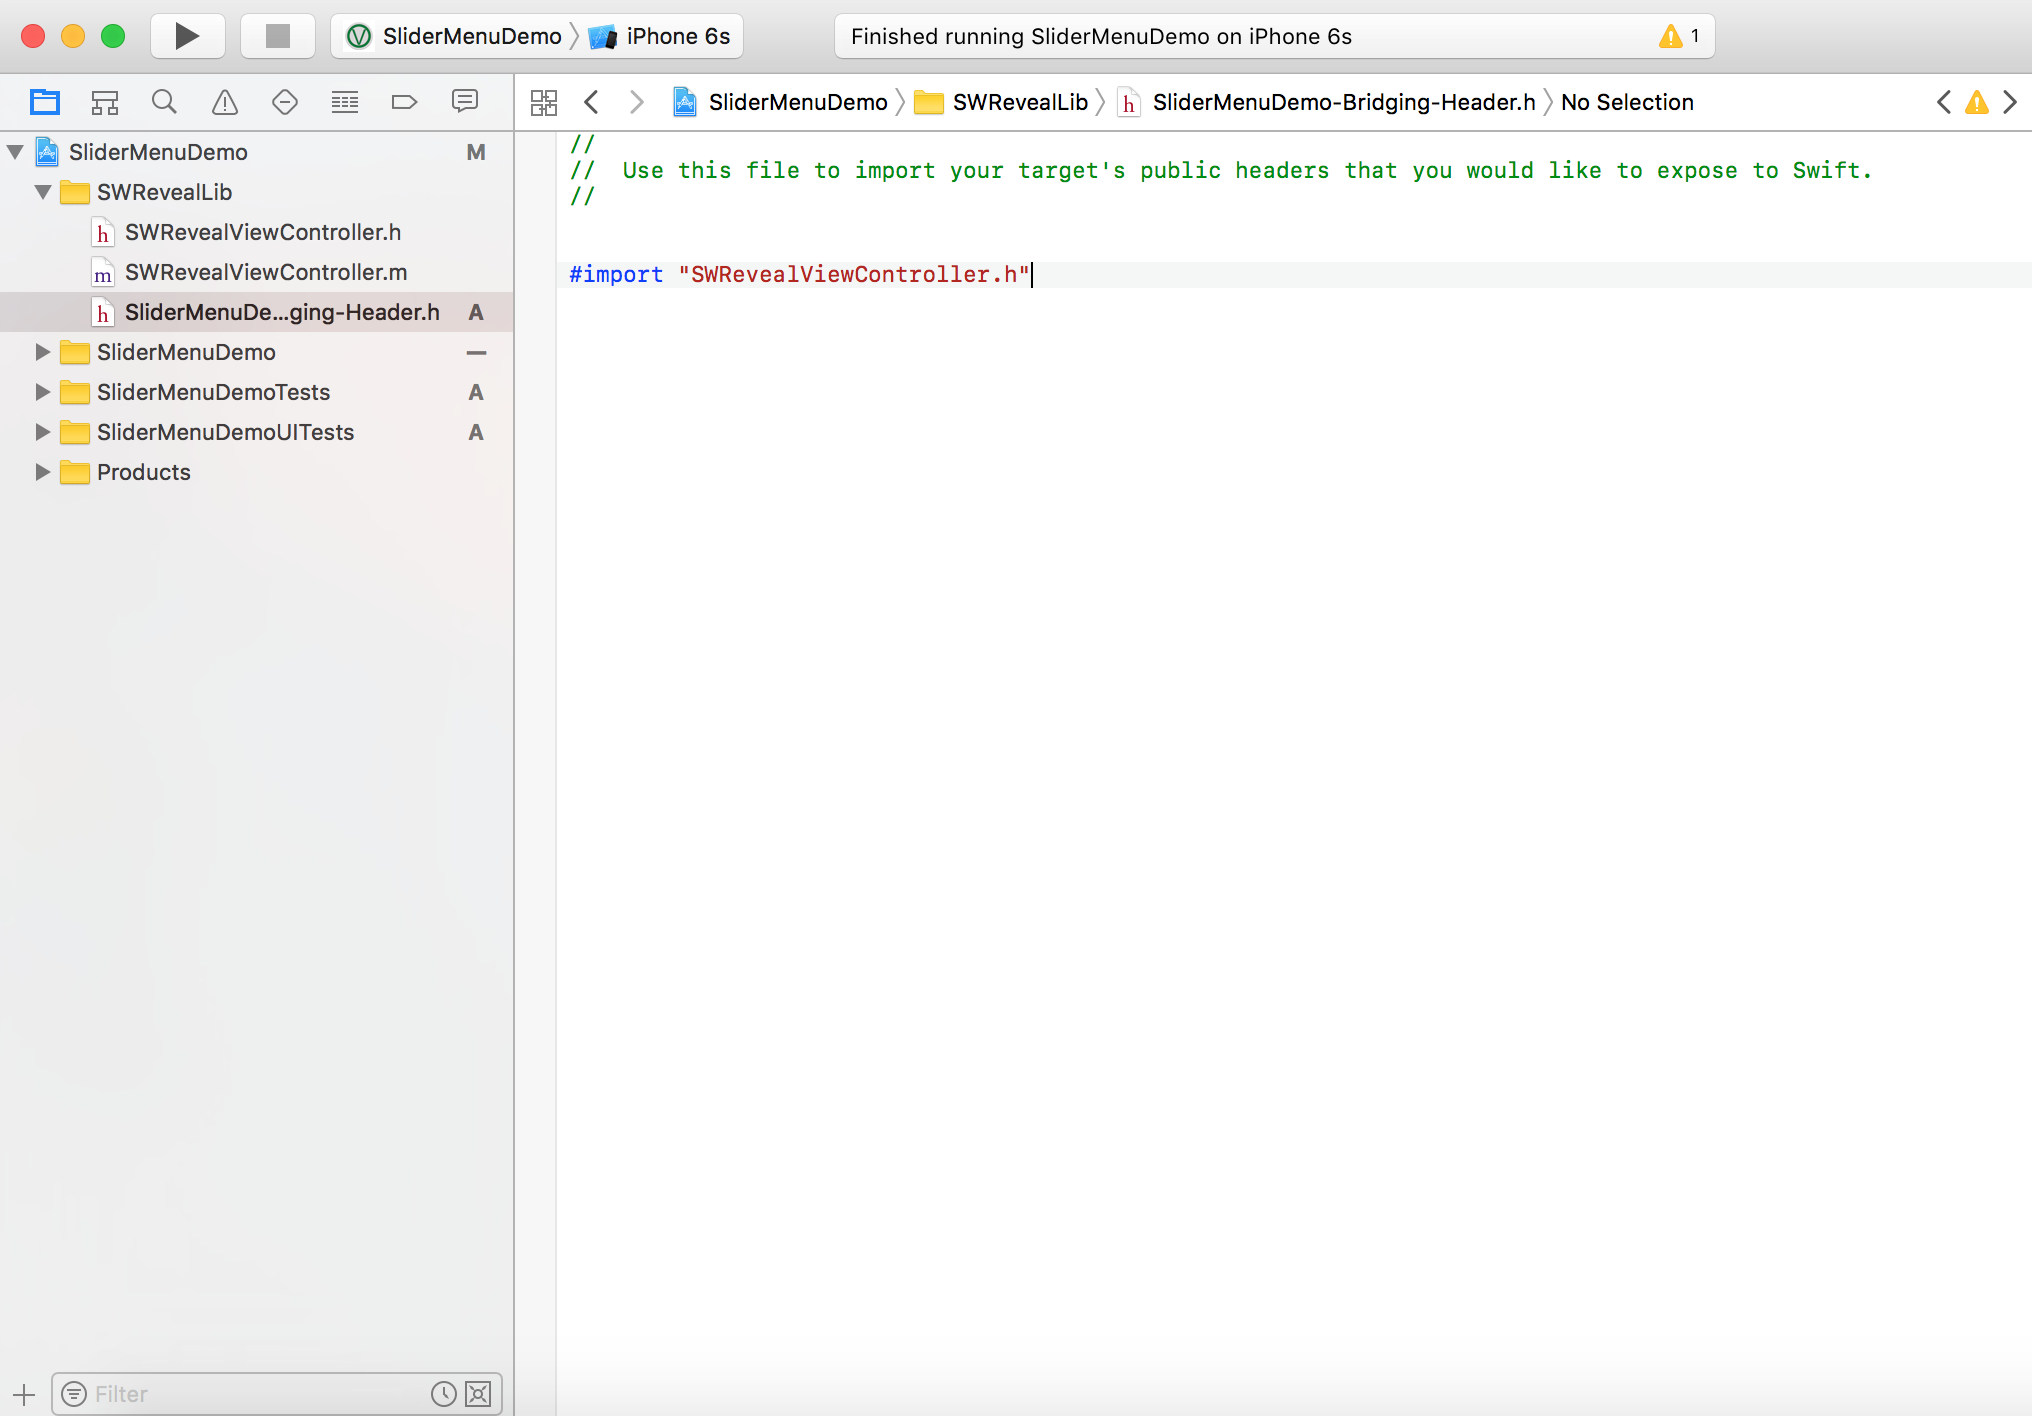 SliderMenuDemo iPhone 6s
Finished running SliderMenuDemo on iPhone 6s 1
SliderMenuDemo SWRevealLib h SliderMenuDemo-Bridging-Header.h No Selection
SliderMenuDemo M
SWRevealLib
h SWRevealViewController.h
m SWRevealViewController.m
h SliderMenuDe...ging-Header.h A
SliderMenuDemo
SliderMenuDemoTests A
SliderMenuDemoUITests A
Products
Filter
//
// Use this file to import your target's public headers that you would like to expose to Swift.
//
#import "SWRevealViewController.h"